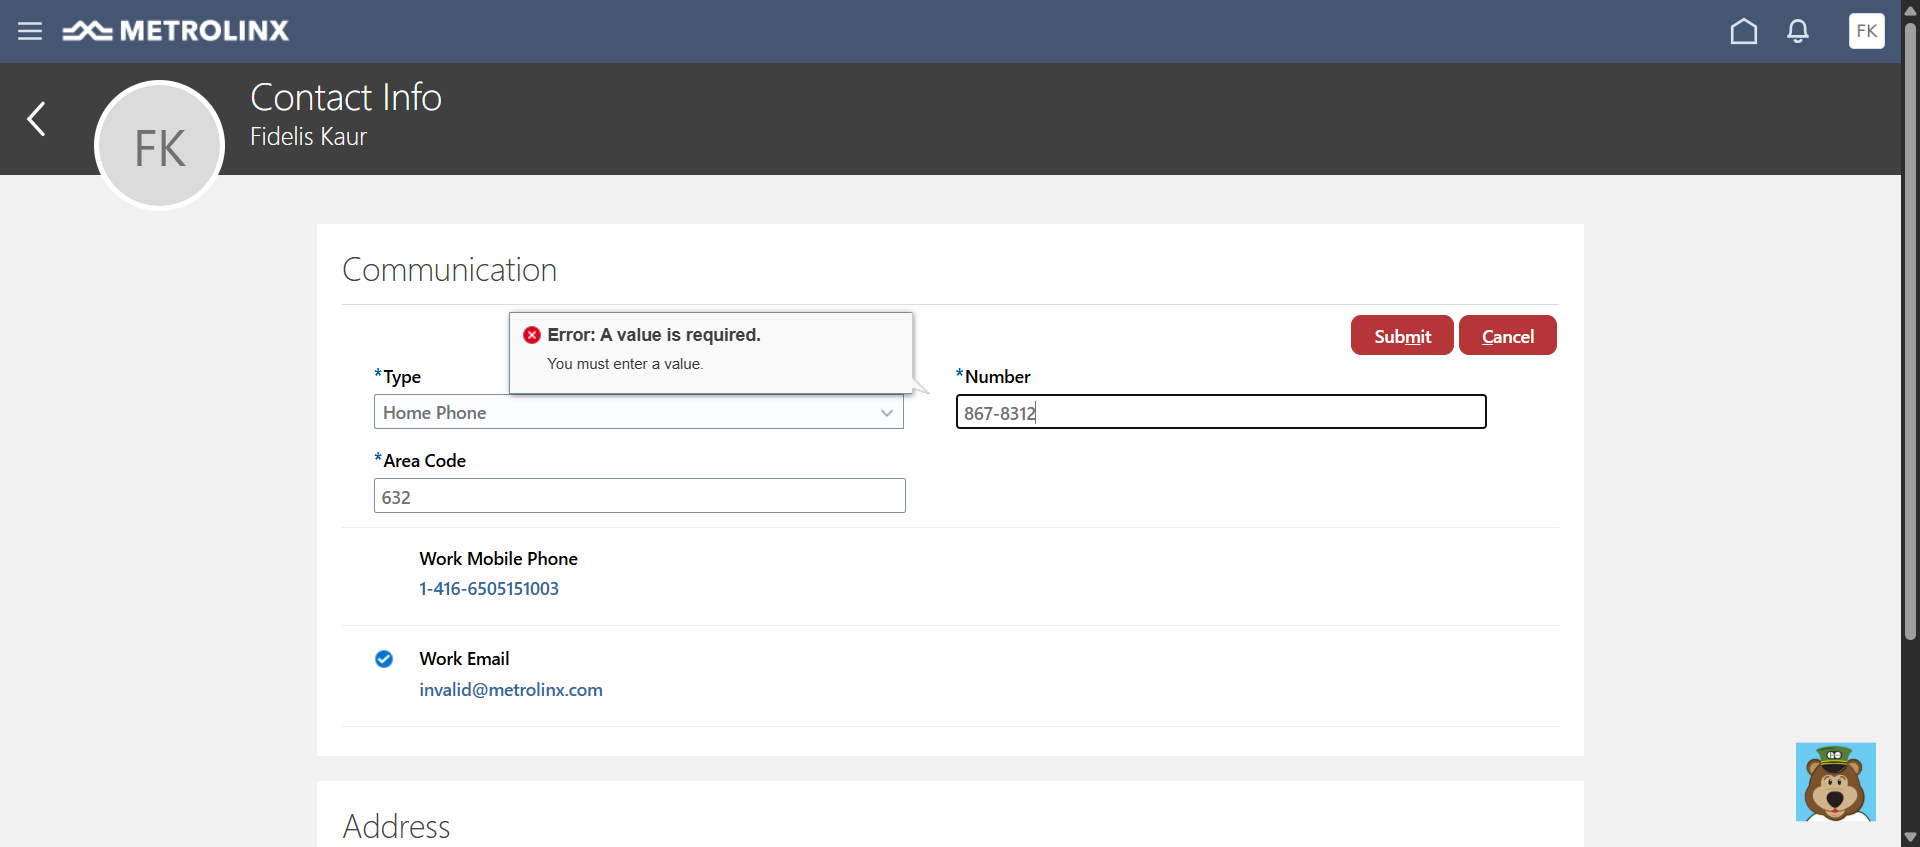 METROLINX
FK
FK
Contact Info
Fidelis Kaur
Communication
Error: A value is required.
You must enter a value.
Submit
Cancel
*Type
*Number
Home Phone
867-8312
*Area Code
632
Work Mobile Phone
1-416-6505151003
Work Email
invalid@metrolinx.com
Address